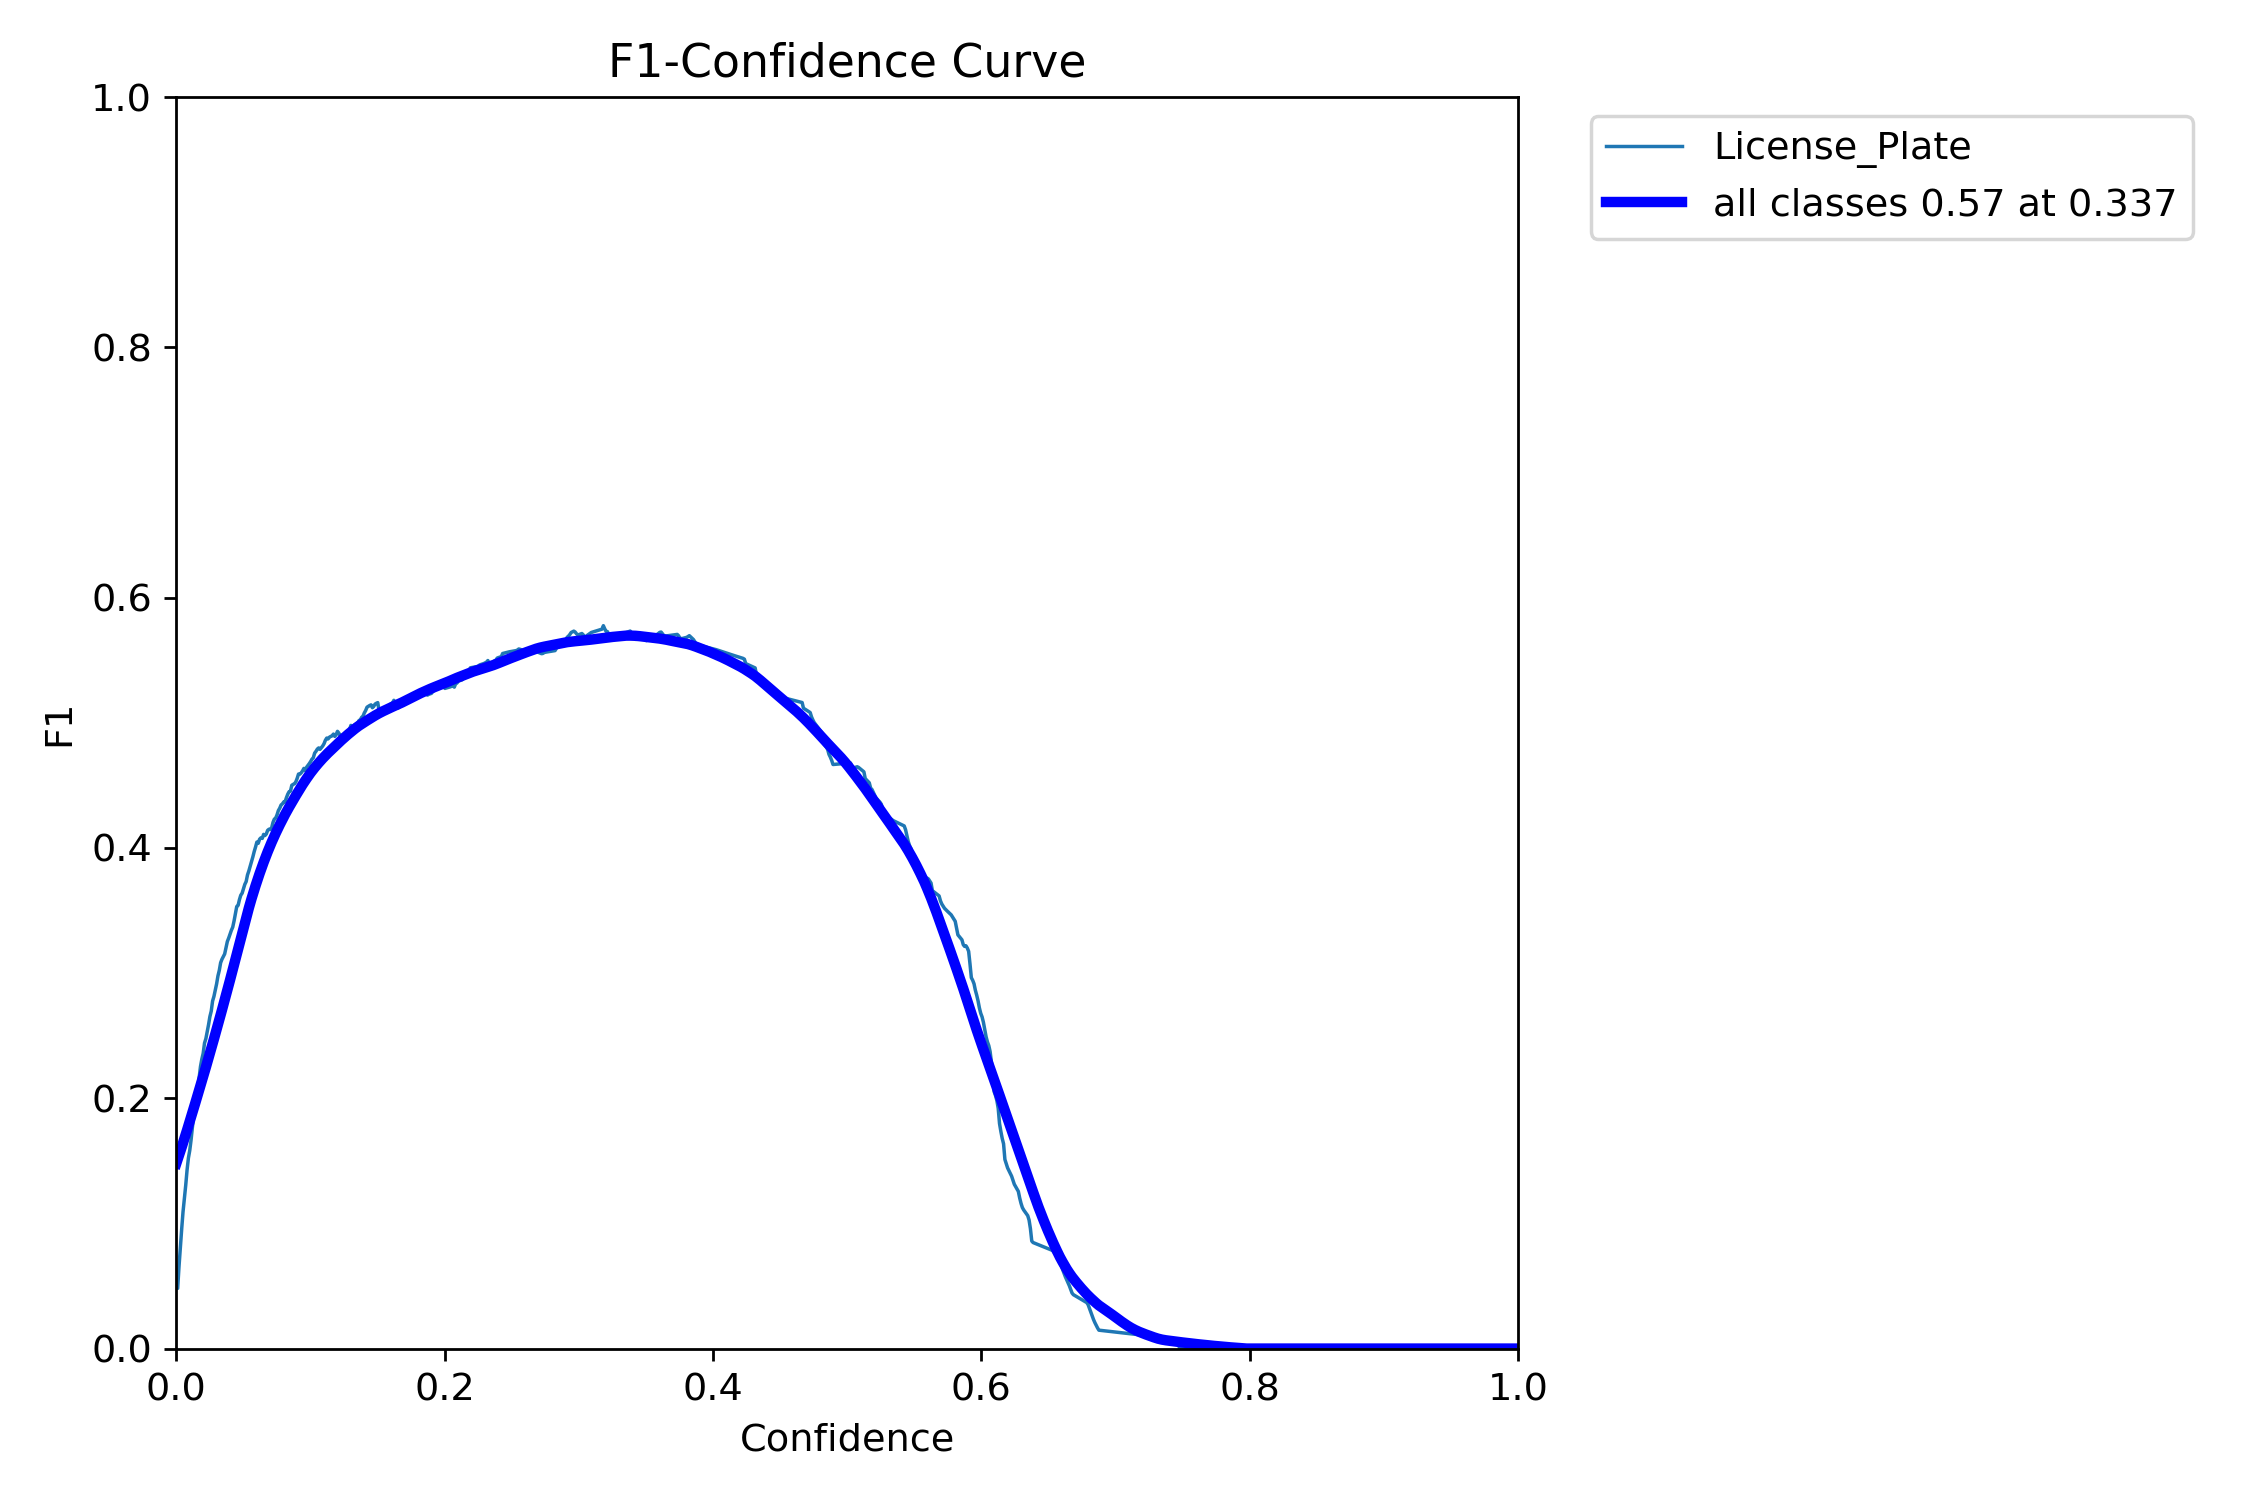 F1-Confidence Curve
1.0
0.8
0.6
0.4
0.2
0.0
F1
0.0 0.2 0.4 0.6 0.8 1.0
Confidence
License_Plate
all classes 0.57 at 0.337